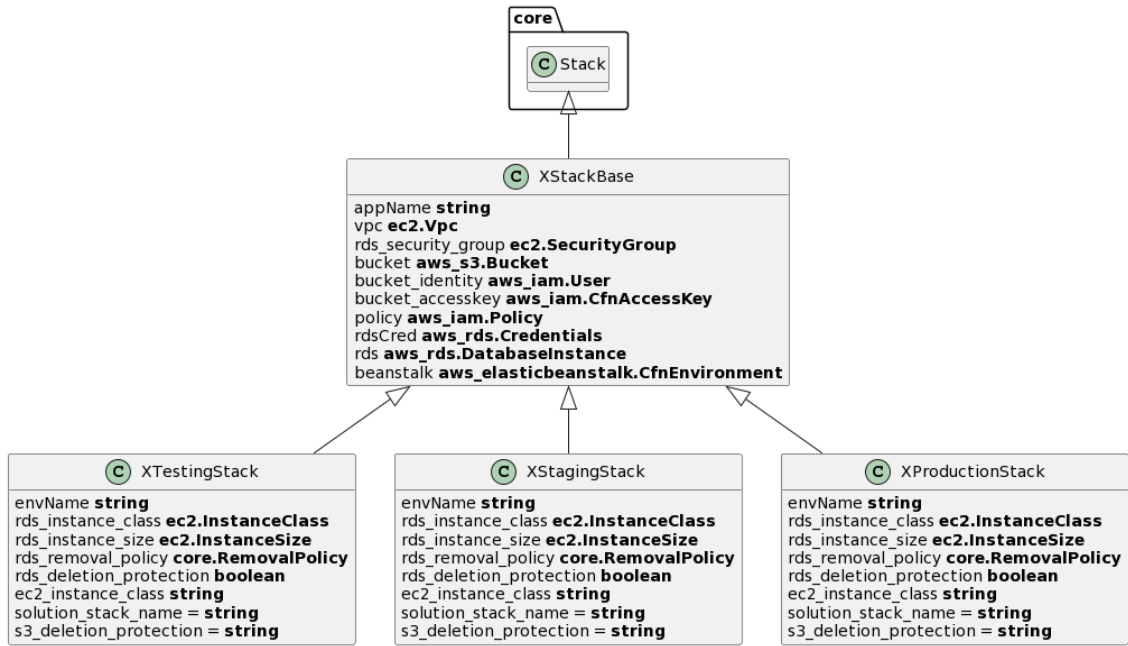 core
C Stack
C XStackBase
appName string
vpc ec2.Vpc
rds_security_group ec2.SecurityGroup
bucket aws_s3.Bucket
bucket_identity aws_iam.User
bucket_accesskey aws_iam.CfnAccessKey
policy aws_iam.Policy
rdsCred aws_rds.Credentials
rds aws_rds.DatabaseInstance
beanstalk aws_elasticbeanstalk.CfnEnvironment
C XTestingStack
envName string
rds_instance_class ec2.InstanceClass
rds_instance_size ec2.InstanceSize
rds_removal_policy core.RemovalPolicy
rds_deletion_protection boolean
ec2_instance_class string
solution_stack_name = string
s3_deletion_protection = string
C XStagingStack
envName string
rds_instance_class ec2.InstanceClass
rds_instance_size ec2.InstanceSize
rds_removal_policy core.RemovalPolicy
rds_deletion_protection boolean
ec2_instance_class string
solution_stack_name = string
s3_deletion_protection = string
C XProductionStack
envName string
rds_instance_class ec2.InstanceClass
rds_instance_size ec2.InstanceSize
rds_removal_policy core.RemovalPolicy
rds_deletion_protection boolean
ec2_instance_class string
solution_stack_name = string
s3_deletion_protection = string